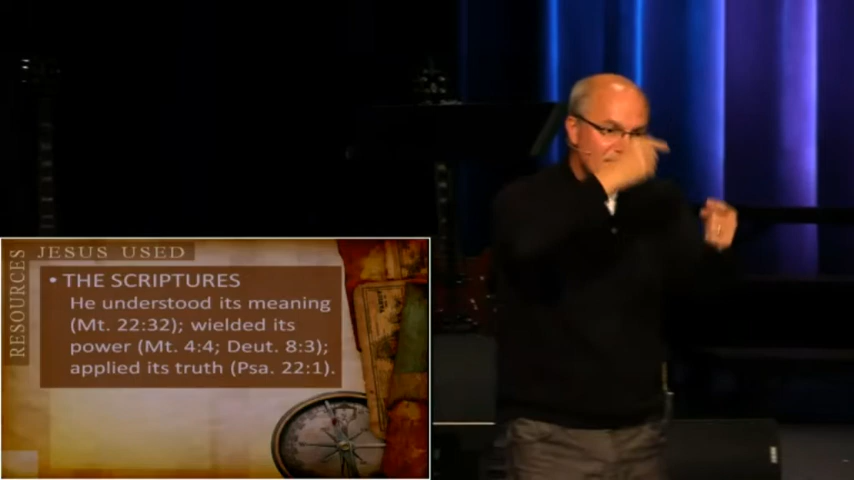 RESOURCES
JESUS USED
• THE SCRIPTURES
He understood its meaning
(Mt. 22:32); wielded its
power (Mt. 4:4; Deut. 8:3);
applied its truth (Psa. 22:1).